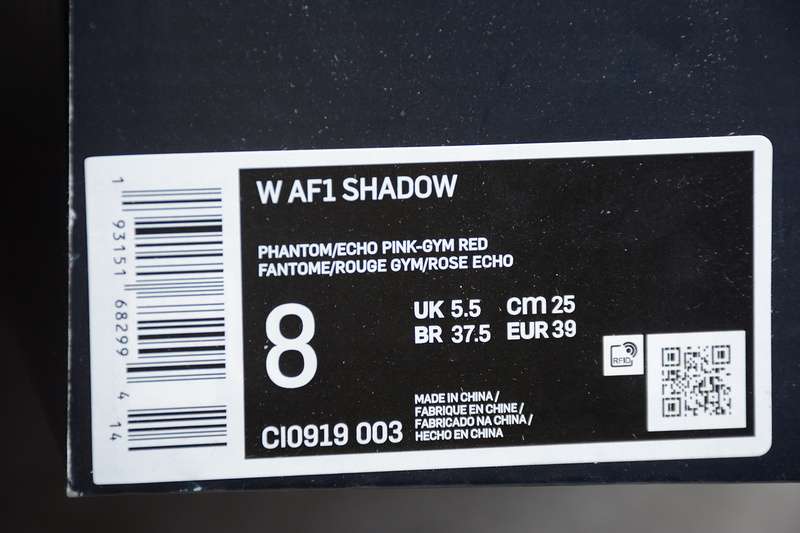 W AF1 SHADOW
PHANTOM/ECHO PINK-GYM RED
FANTOME/ROUGE GYM/ROSE ECHO
8
UK 5.5 cm 25
BR 37.5 EUR 39
RFID
MADE IN CHINA /
FABRIQUE EN CHINE /
FABRICADO NA CHINA /
HECHO EN CHINA
CI0919 003
1 93151 68299 4 14